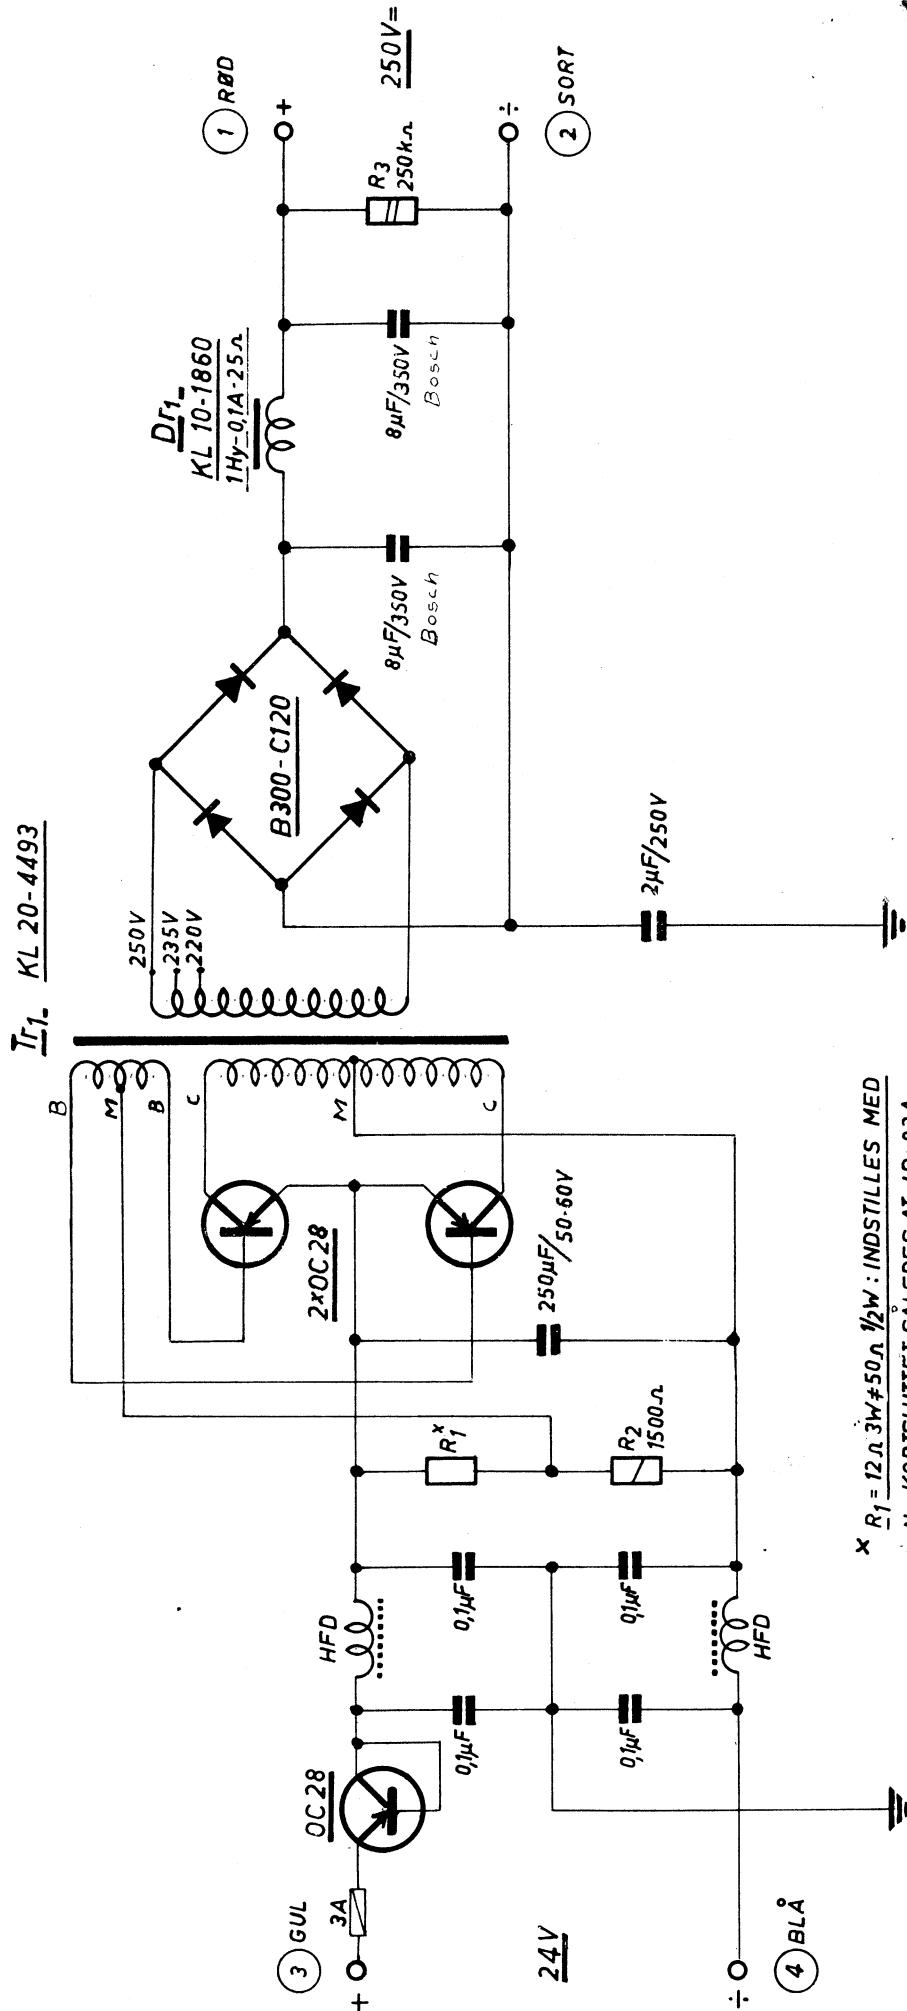 Tr1 KL 20-4493
3 GUL
+
3A
OC 28
24V
÷
4 BLÅ
HFD
HFD
0,1µF
0,1µF
0,1µF
0,1µF
R1x
R2
1500Ω
250µF/50-60V
2xOC28
B
M
B
C
M
C
250V
235V
220V
B300-C120
2µF/250V
8µF/350V
Bosch
Dr1
KL 10-1860
1Hy-0,1A-25Ω
8µF/350V
Bosch
R3
250kΩ
1 RØD
+
250V=
÷
2 SORT
x R1 = 12Ω 3W≠50Ω 1/2W : INDSTILLES MED